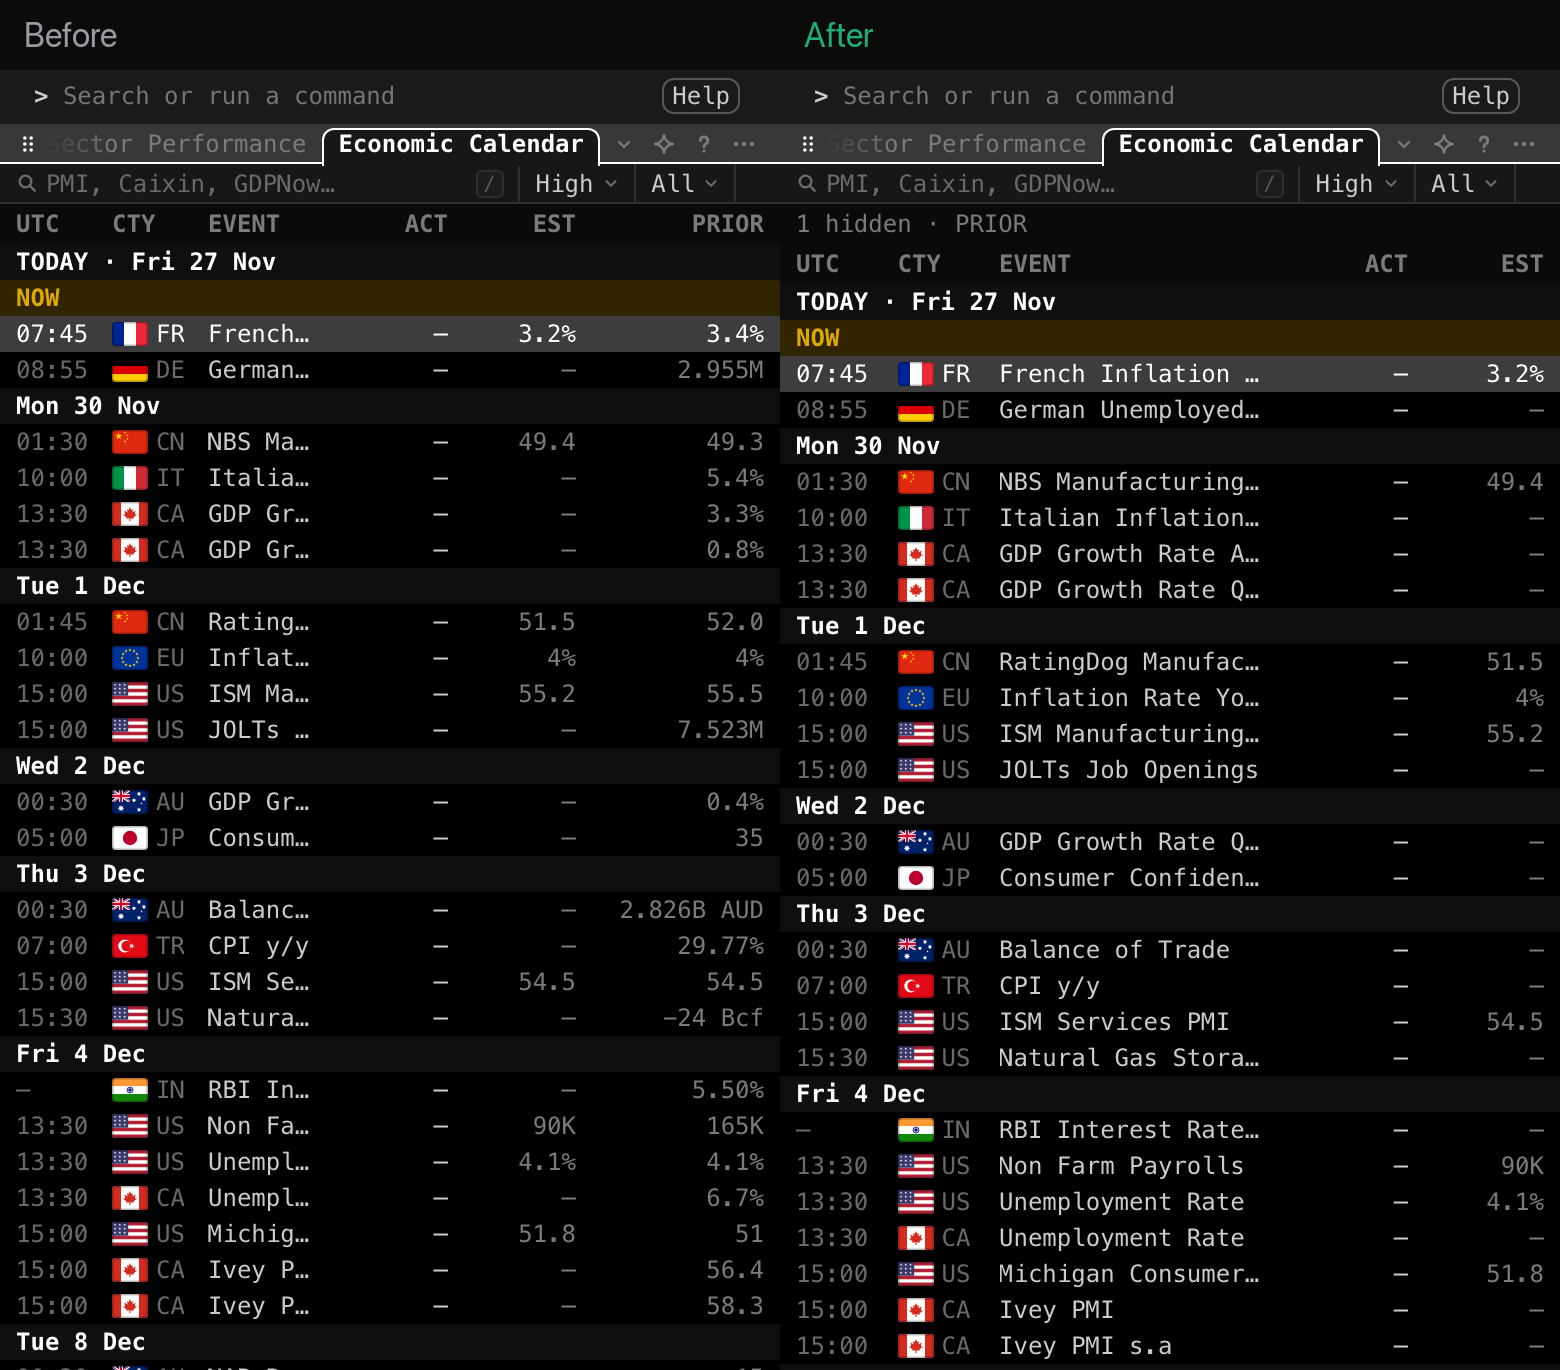 Before
> Search or run a command Help
Sector Performance Economic Calendar ? ...
PMI, Caixin, GDPNow… / High All
UTC CTY EVENT ACT EST PRIOR
TODAY · Fri 27 Nov
NOW
07:45 FR French… — 3.2% 3.4%
08:55 DE German… — — 2.955M
Mon 30 Nov
01:30 CN NBS Ma… — 49.4 49.3
10:00 IT Italia… — — 5.4%
13:30 CA GDP Gr… — — 3.3%
13:30 CA GDP Gr… — — 0.8%
Tue 1 Dec
01:45 CN Rating… — 51.5 52.0
10:00 EU Inflat… — 4% 4%
15:00 US ISM Ma… — 55.2 55.5
15:00 US JOLTs … — — 7.523M
Wed 2 Dec
00:30 AU GDP Gr… — — 0.4%
05:00 JP Consum… — — 35
Thu 3 Dec
00:30 AU Balanc… — — 2.826B AUD
07:00 TR CPI y/y — — 29.77%
15:00 US ISM Se… — 54.5 54.5
15:30 US Natura… — — −24 Bcf
Fri 4 Dec
— IN RBI In… — — 5.50%
13:30 US Non Fa… — 90K 165K
13:30 US Unempl… — 4.1% 4.1%
13:30 CA Unempl… — — 6.7%
15:00 US Michig… — 51.8 51
15:00 CA Ivey P… — — 56.4
15:00 CA Ivey P… — — 58.3
Tue 8 Dec
After
> Search or run a command Help
Sector Performance Economic Calendar ? ...
PMI, Caixin, GDPNow… / High All
1 hidden · PRIOR
UTC CTY EVENT ACT EST
TODAY · Fri 27 Nov
NOW
07:45 FR French Inflation … — 3.2%
08:55 DE German Unemployed… — —
Mon 30 Nov
01:30 CN NBS Manufacturing… — 49.4
10:00 IT Italian Inflation… — —
13:30 CA GDP Growth Rate A… — —
13:30 CA GDP Growth Rate Q… — —
Tue 1 Dec
01:45 CN RatingDog Manufac… — 51.5
10:00 EU Inflation Rate Yo… — 4%
15:00 US ISM Manufacturing… — 55.2
15:00 US JOLTs Job Openings — —
Wed 2 Dec
00:30 AU GDP Growth Rate Q… — —
05:00 JP Consumer Confiden… — —
Thu 3 Dec
00:30 AU Balance of Trade — —
07:00 TR CPI y/y — —
15:00 US ISM Services PMI — 54.5
15:30 US Natural Gas Stora… — —
Fri 4 Dec
— IN RBI Interest Rate… — —
13:30 US Non Farm Payrolls — 90K
13:30 US Unemployment Rate — 4.1%
13:30 CA Unemployment Rate — —
15:00 US Michigan Consumer… — 51.8
15:00 CA Ivey PMI — —
15:00 CA Ivey PMI s.a — —